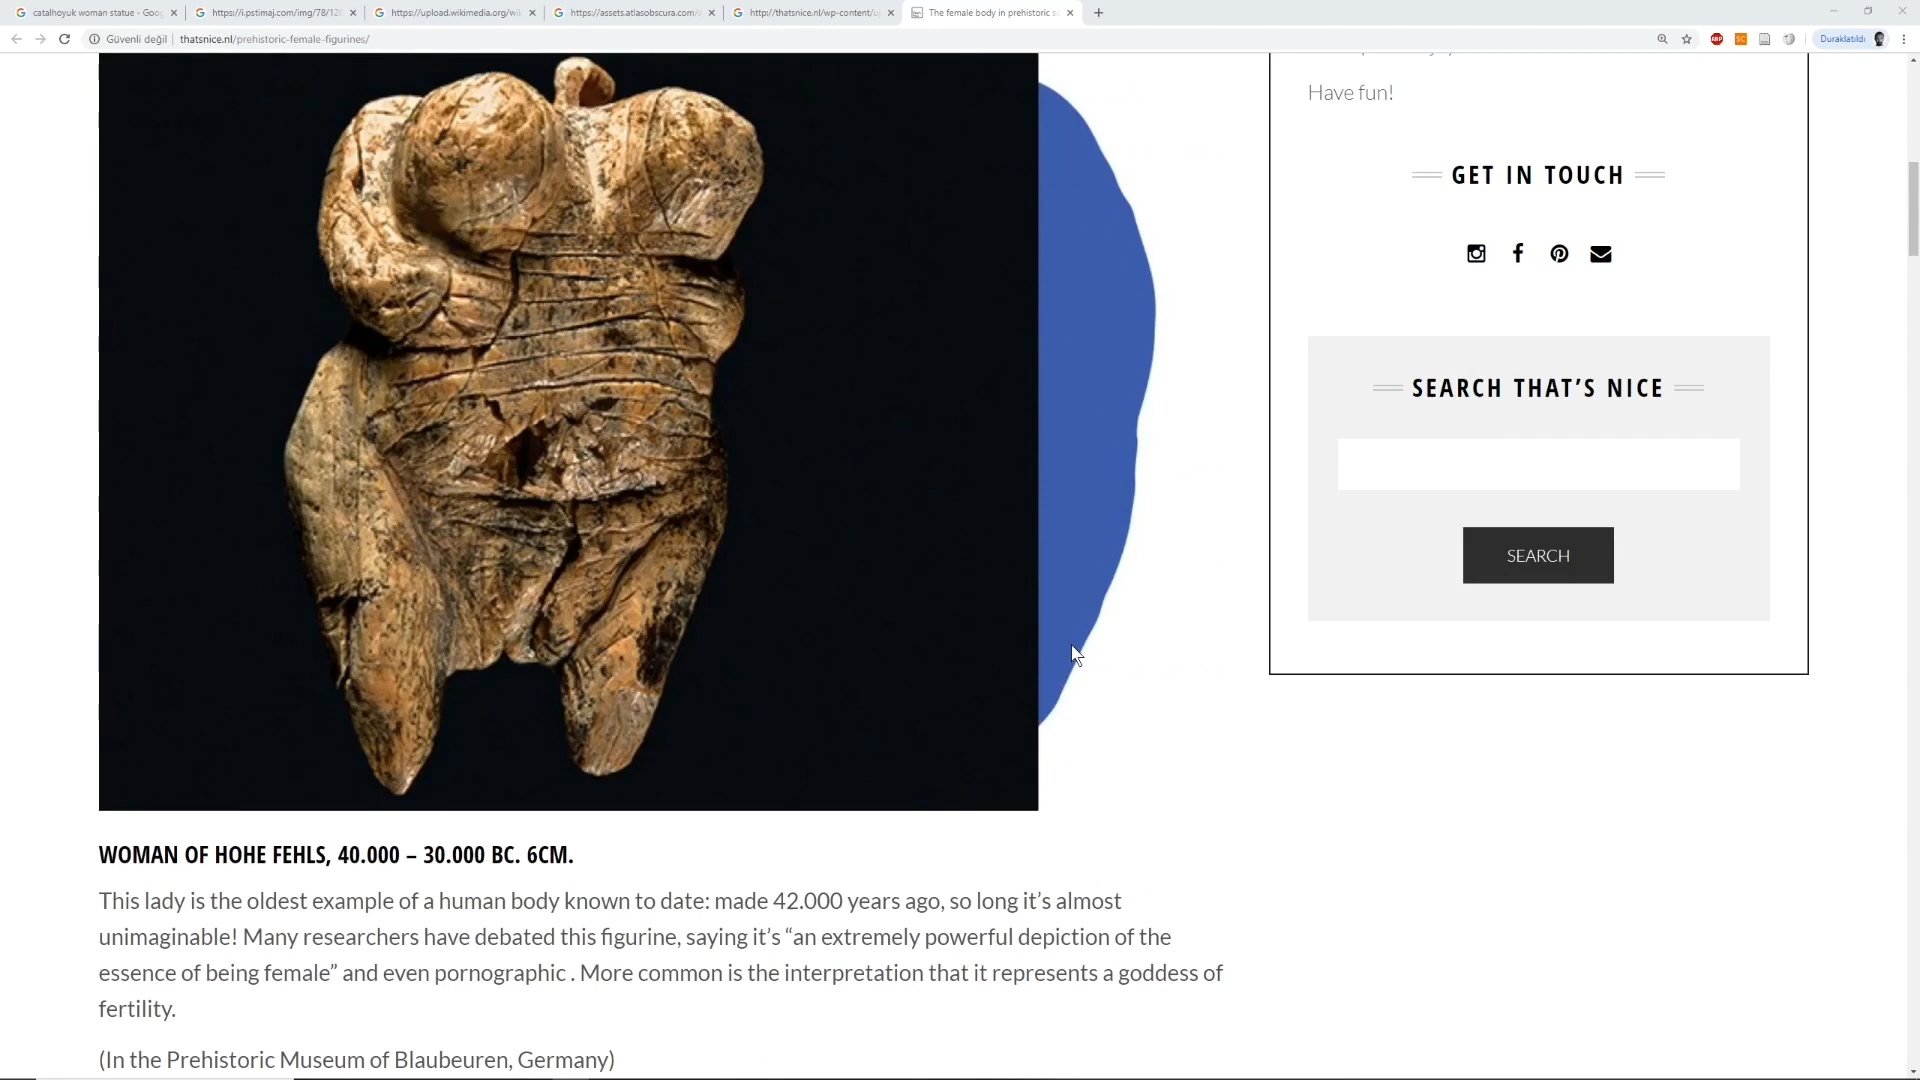 catalhoyuk woman statue - Goo
https://i.pstimaj.com/img/78/12
https://upload.wikimedia.org/wi
https://assets.atlasobscura.com/
http://thatsnice.nl/wp-content/u
The female body in prehistoric s
Güvenli değil
thatsnice.nl/prehistoric-female-figurines/
ABP
SC
Duraklatıldı
Have fun!
GET IN TOUCH
SEARCH THAT’S NICE
SEARCH
WOMAN OF HOHE FEHLS, 40.000 – 30.000 BC. 6CM.
This lady is the oldest example of a human body known to date: made 42.000 years ago, so long it’s almost
unimaginable! Many researchers have debated this figurine, saying it’s “an extremely powerful depiction of the
essence of being female” and even pornographic . More common is the interpretation that it represents a goddess of
fertility.
(In the Prehistoric Museum of Blaubeuren, Germany)